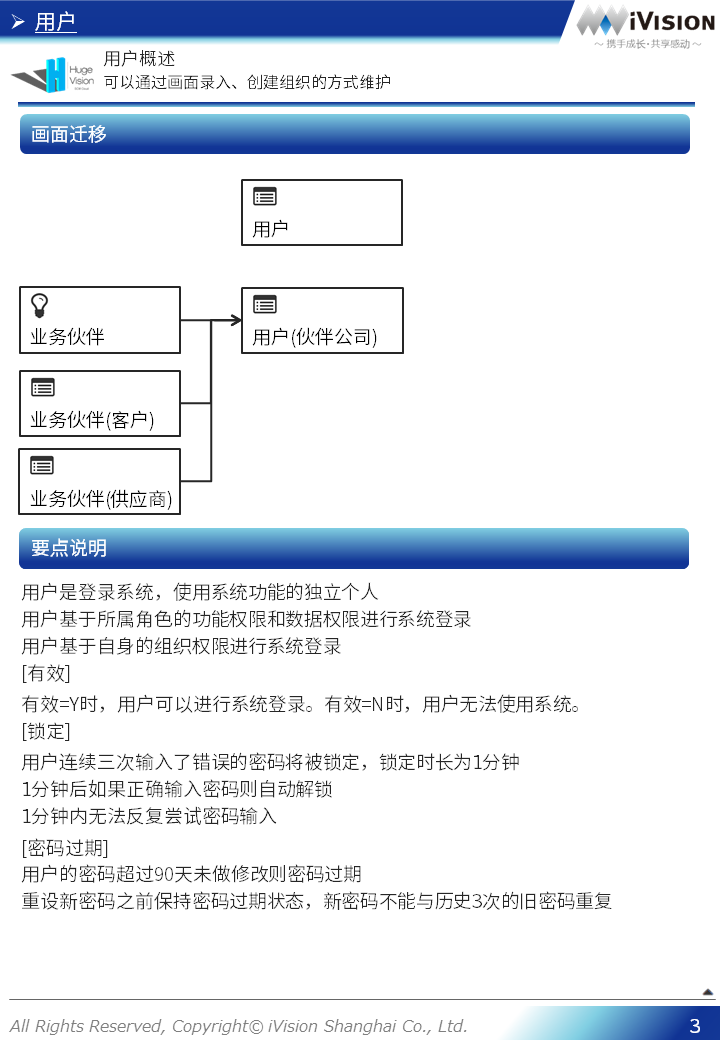 用户
iVISION
～ 携手成长·共享感动 ～
Huge
Vision
用户概述
可以通过画面录入、创建组织的方式维护
画面迁移
用户
业务伙伴
用户(伙伴公司)
业务伙伴(客户)
业务伙伴(供应商)
要点说明
用户是登录系统，使用系统功能的独立个人
用户基于所属角色的功能权限和数据权限进行系统登录
用户基于自身的组织权限进行系统登录
[有效]
有效=Y时，用户可以进行系统登录。有效=N时，用户无法使用系统。
[锁定]
用户连续三次输入了错误的密码将被锁定，锁定时长为1分钟
1分钟后如果正确输入密码则自动解锁
1分钟内无法反复尝试密码输入
[密码过期]
用户的密码超过90天未做修改则密码过期
重设新密码之前保持密码过期状态，新密码不能与历史3次的旧密码重复
All Rights Reserved, Copyright© iVision Shanghai Co., Ltd.
3